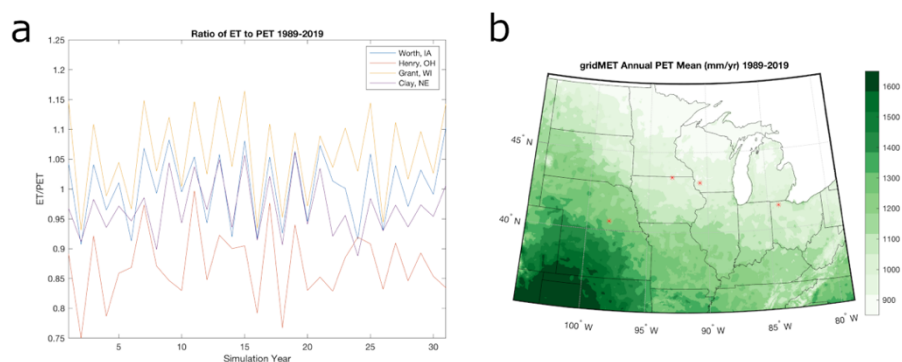 a
Ratio of ET to PET 1989-2019
1.25
1.2
1.15
1.1
1.05
1
0.95
0.9
0.85
0.8
0.75
ET/PET
Worth, IA
Henry, OH
Grant, WI
Clay, NE
5
10
15
20
25
30
Simulation Year
b
gridMET Annual PET Mean (mm/yr) 1989-2019
45° N
40° N
100° W
95° W
90° W
85° W
80° W
1600
1500
1400
1300
1200
1100
1000
900